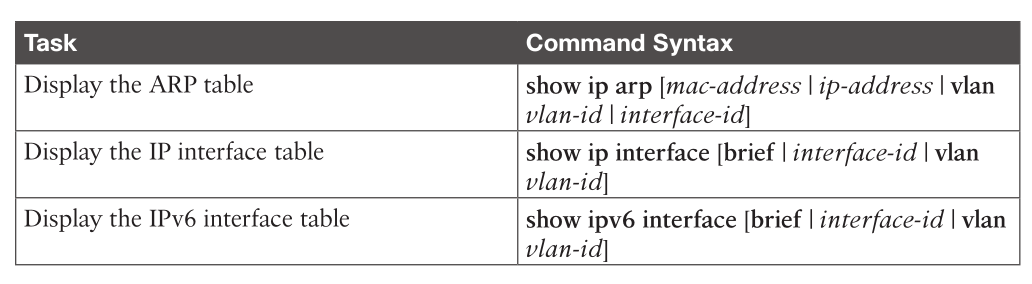 Task Command Syntax
Display the ARP table show ip arp [mac-address | ip-address | vlan
vlan-id | interface-id]
Display the IP interface table show ip interface [brief | interface-id | vlan
vlan-id]
Display the IPv6 interface table show ipv6 interface [brief | interface-id | vlan
vlan-id]